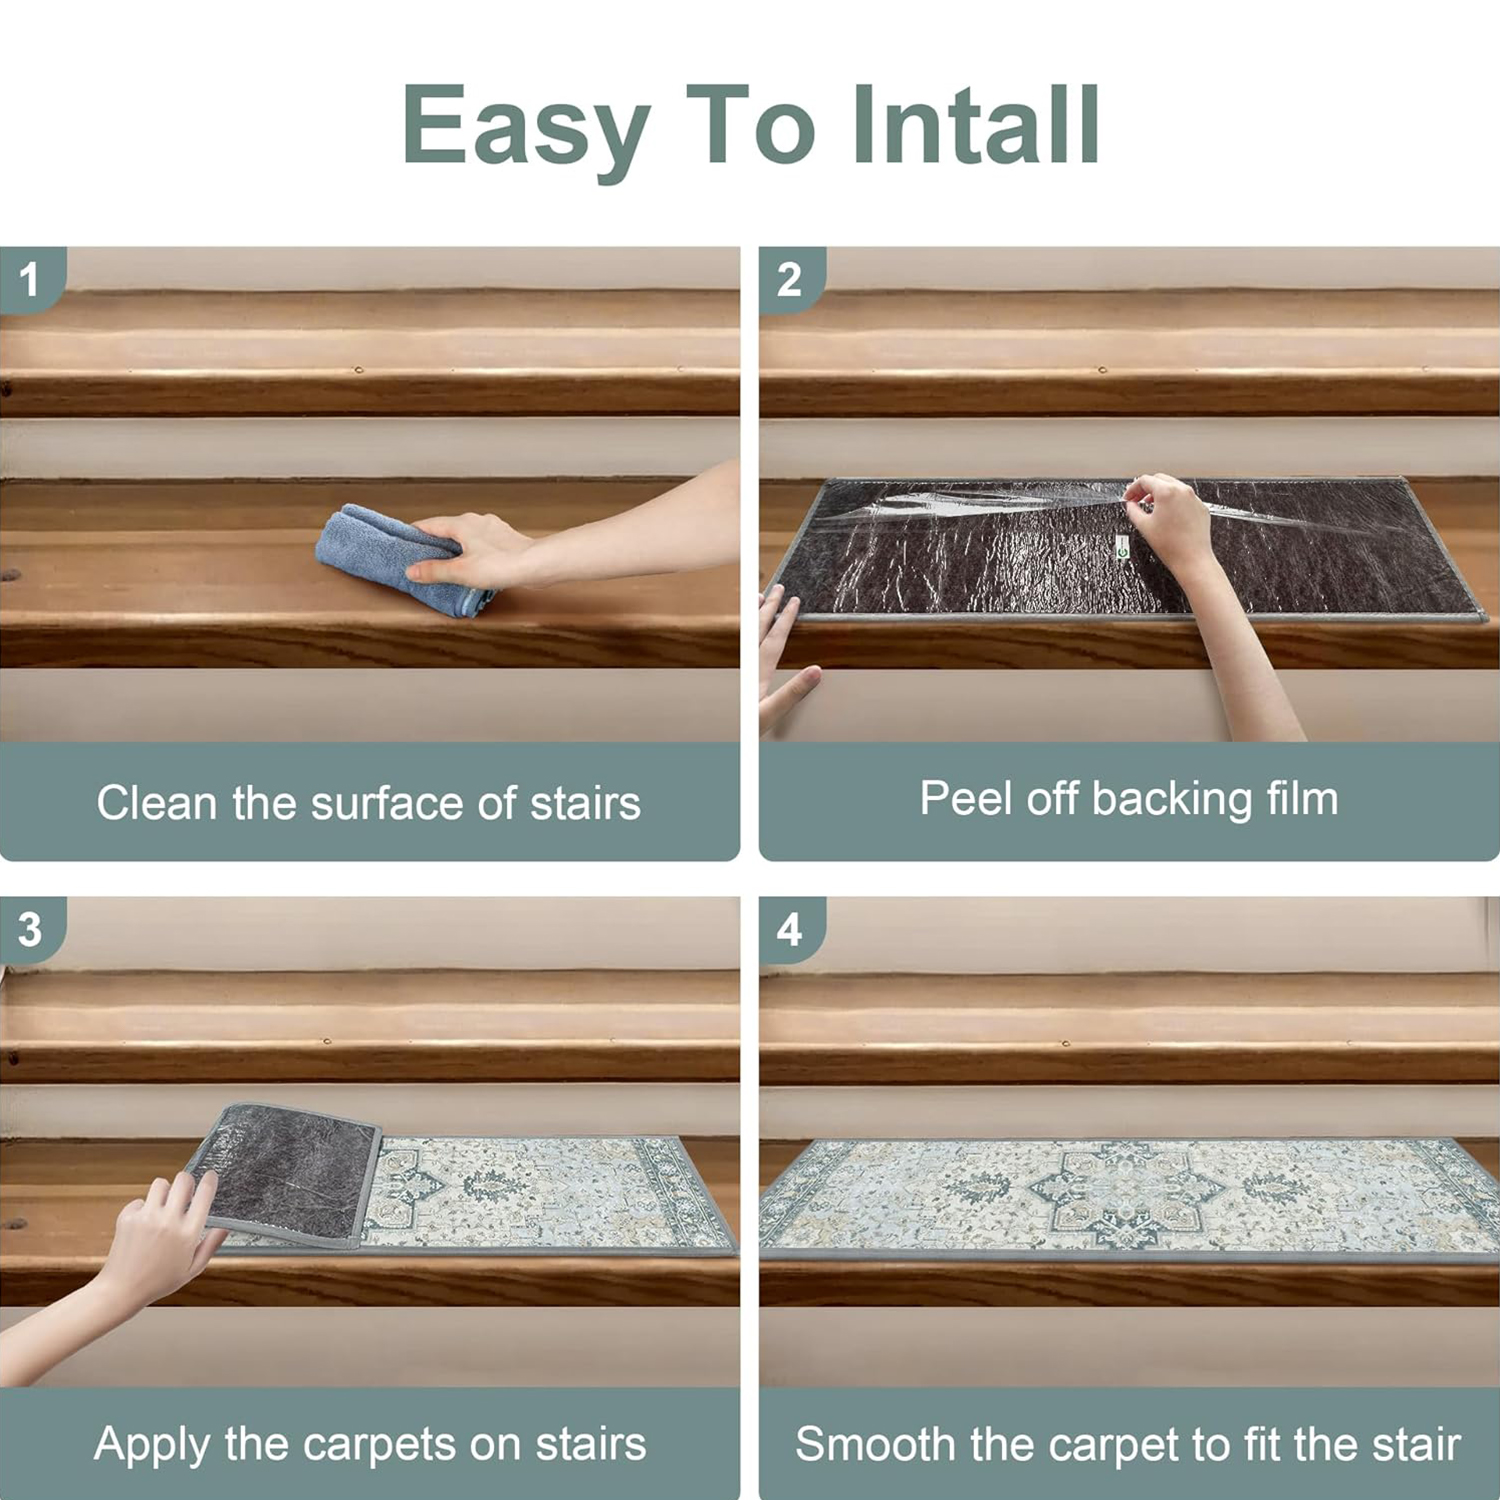 Easy To Intall
1
2
Clean the surface of stairs
Peel off backing film
3
4
Apply the carpets on stairs
Smooth the carpet to fit the stair